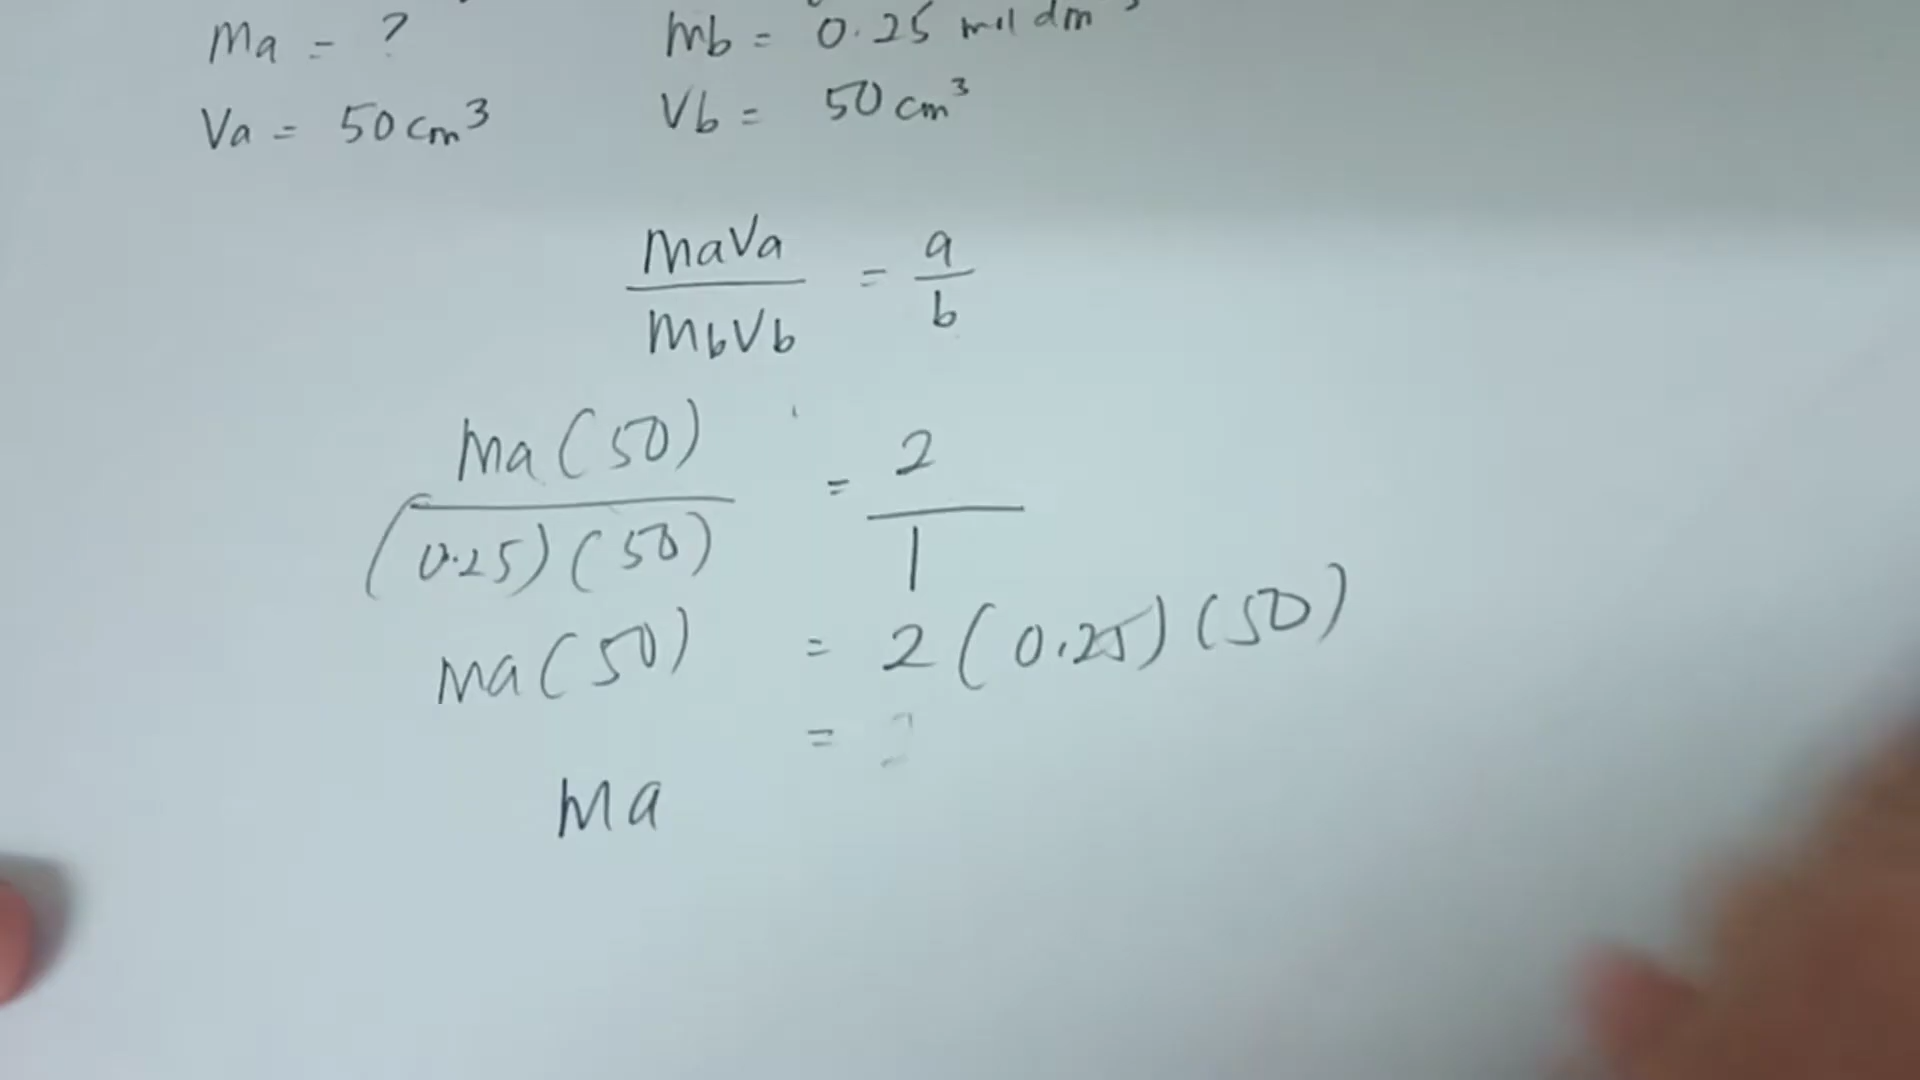 Ma = ?
Mb = 0.25 mol dm³
Va = 50 cm³
Vb = 50 cm³
MaVa / MbVb = a / b
Ma (50) / (0.25) (50) = 2 / 1
Ma (50) = 2 (0.25) (50)
=
Ma